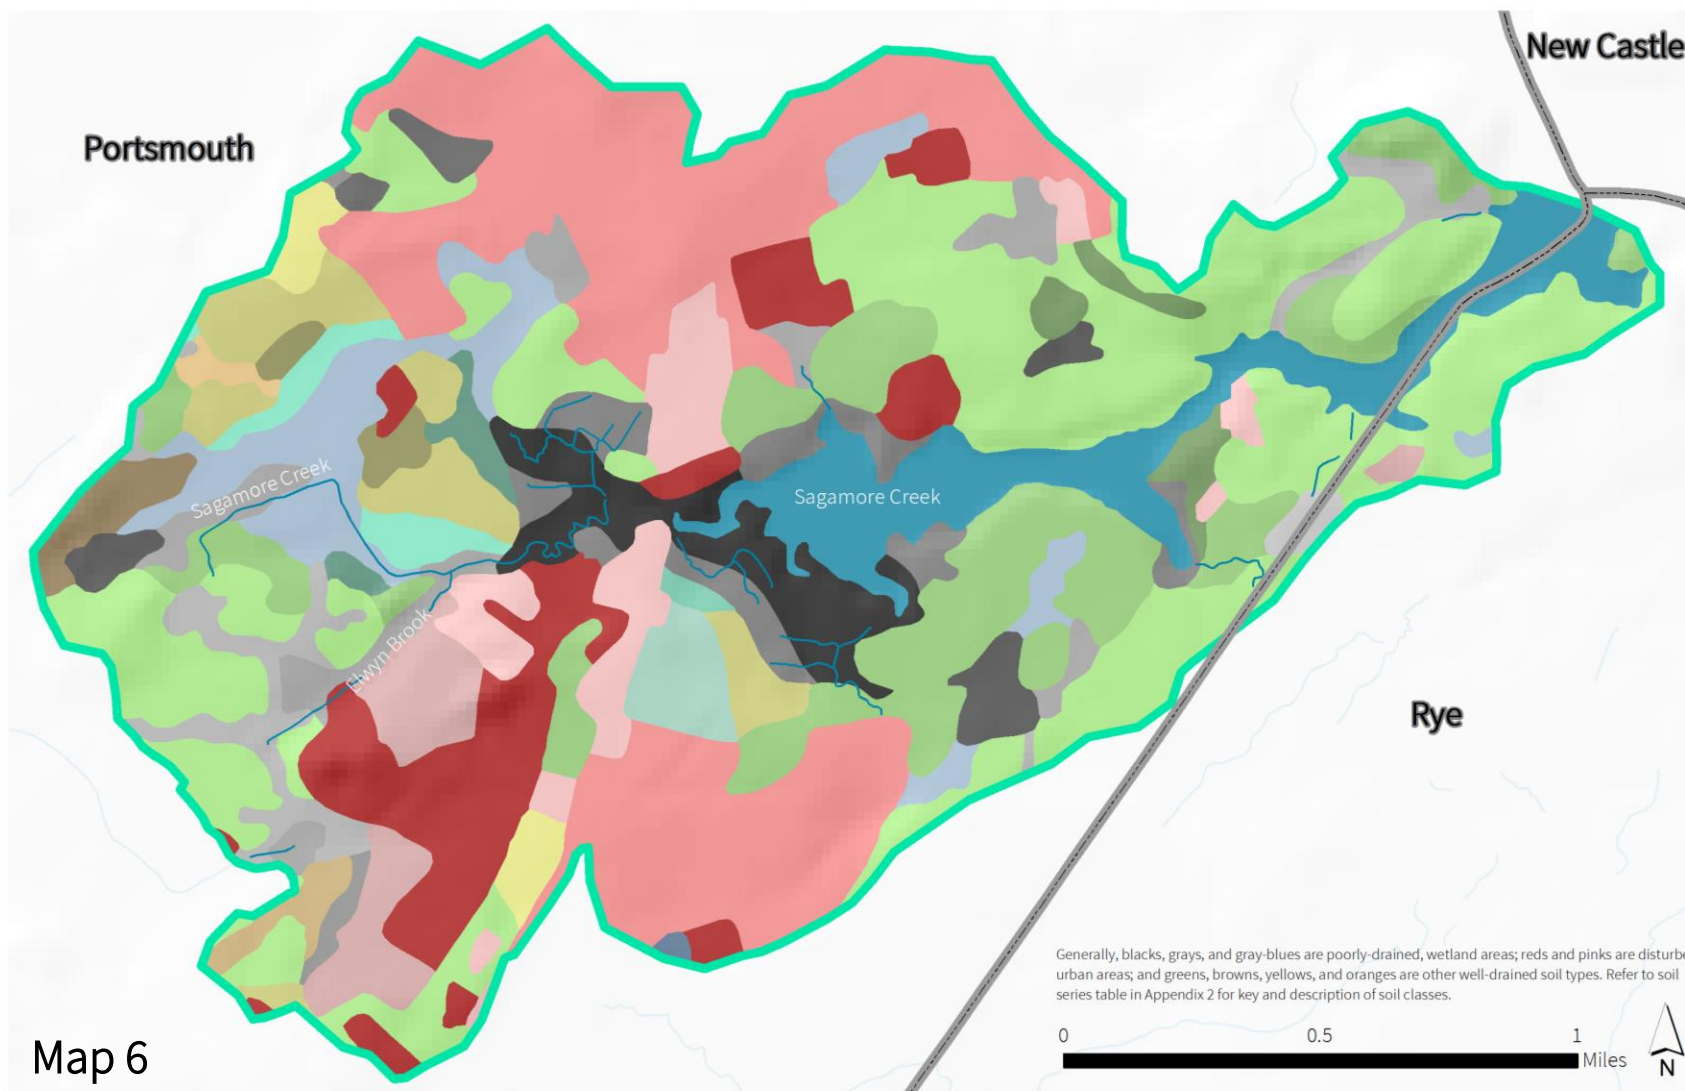 New Castle
Portsmouth
Sagamore Creek
Sagamore Creek
Elwyn Brook
Rye
Generally, blacks, grays, and gray-blues are poorly-drained, wetland areas; reds and pinks are disturbe
urban areas; and greens, browns, yellows, and oranges are other well-drained soil types. Refer to soil
series table in Appendix 2 for key and description of soil classes.
0 0.5 1
Miles
N
Map 6